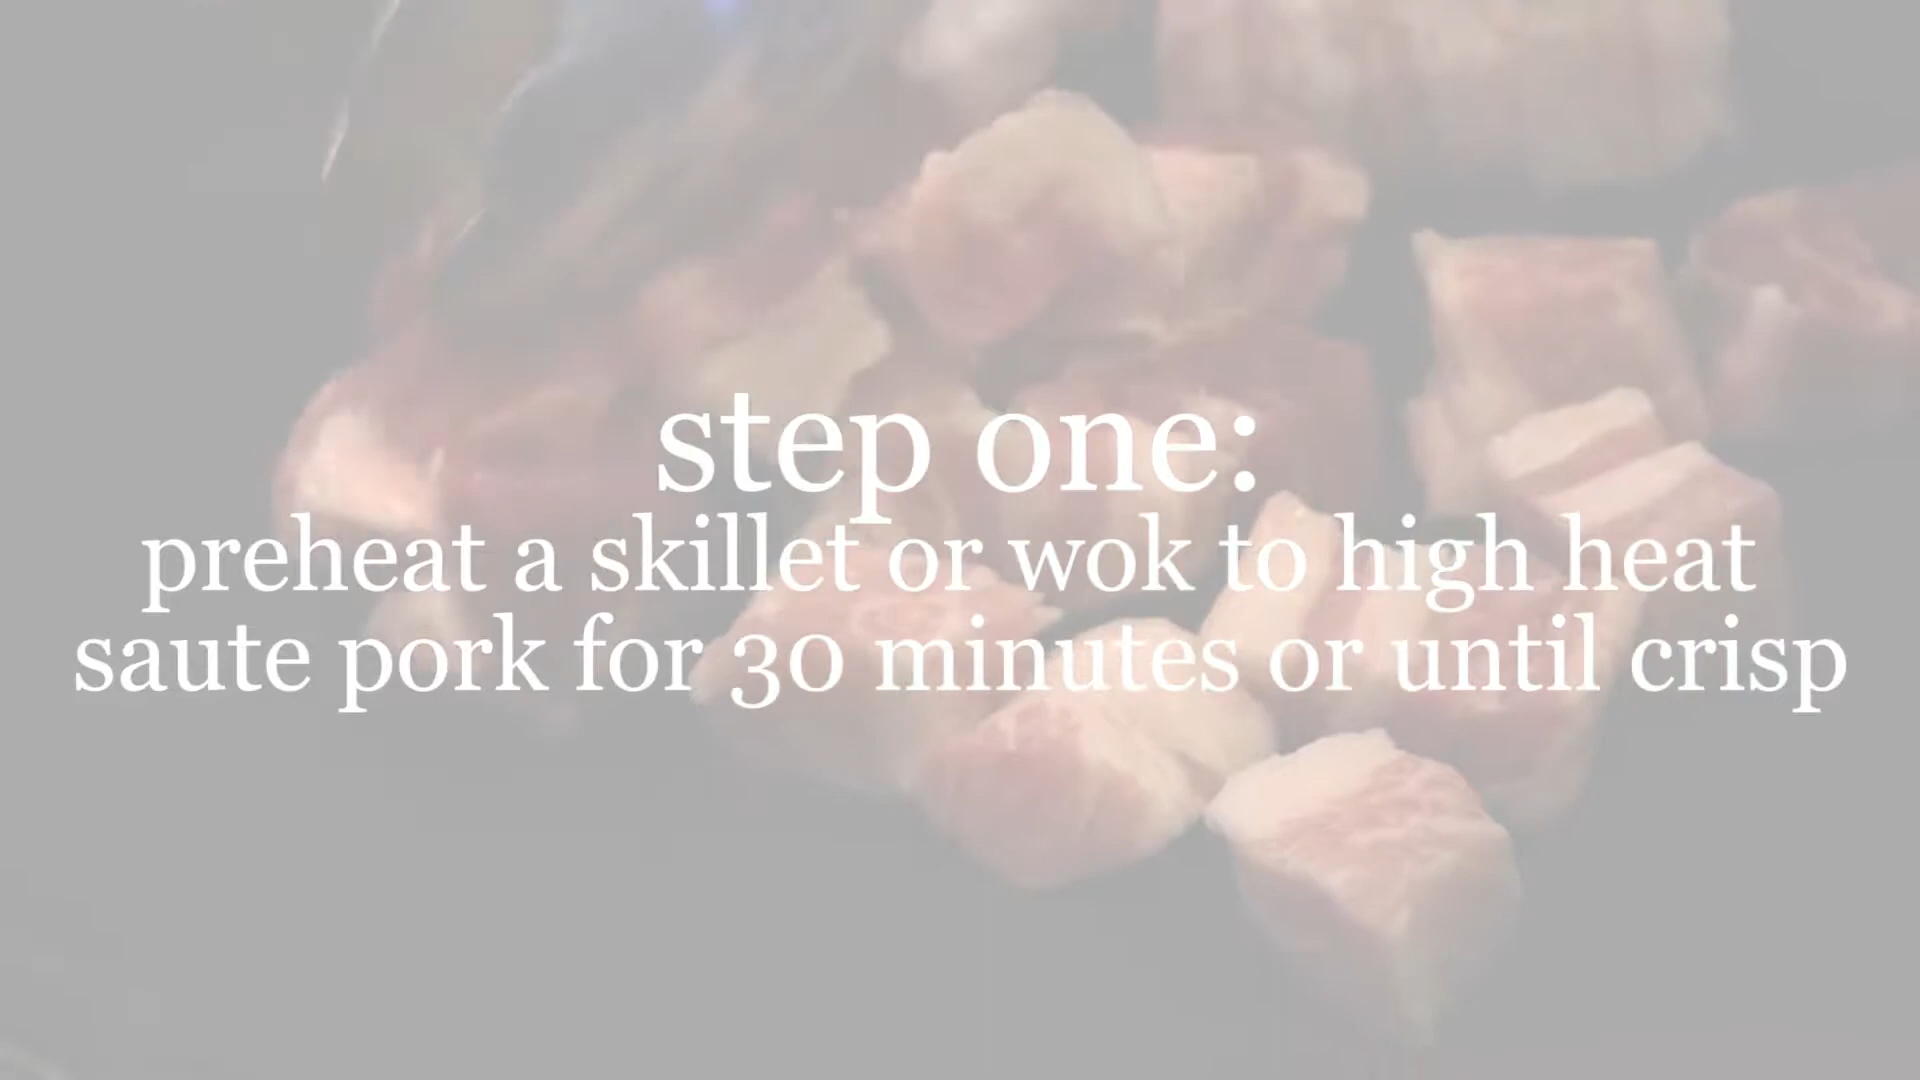 step one:
preheat a skillet or wok to high heat
saute pork for 30 minutes or until crisp